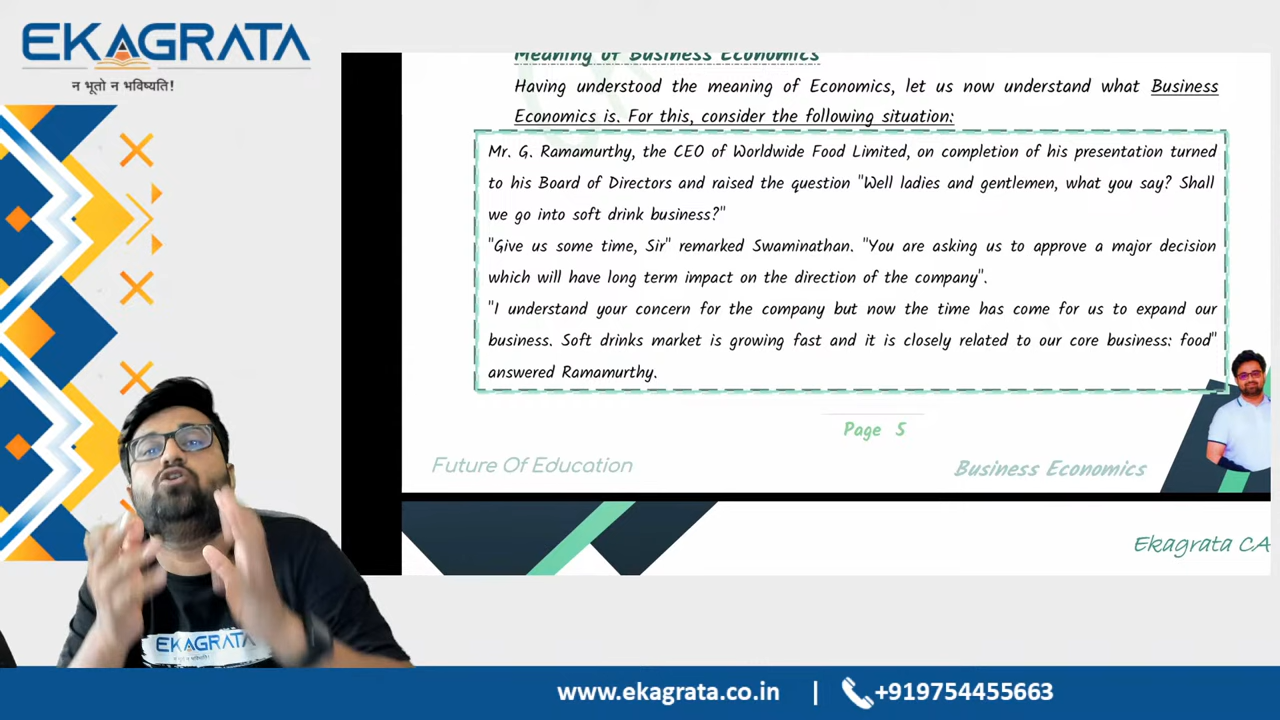 EKAGRATA
न भूतो न भविष्यति!
Meaning of Business Economics
Having understood the meaning of Economics, let us now understand what Business
Economics is. For this, consider the following situation:
Mr. G. Ramamurthy, the CEO of Worldwide Food Limited, on completion of his presentation turned
to his Board of Directors and raised the question "Well ladies and gentlemen, what you say? Shall
we go into soft drink business?"
"Give us some time, Sir" remarked Swaminathan. "You are asking us to approve a major decision
which will have long term impact on the direction of the company".
"I understand your concern for the company but now the time has come for us to expand our
business. Soft drinks market is growing fast and it is closely related to our core business: food"
answered Ramamurthy.
Page 5
Future Of Education
Business Economics
Ekagrata CA
EKAGRATA
www.ekagrata.co.in | +919754455663